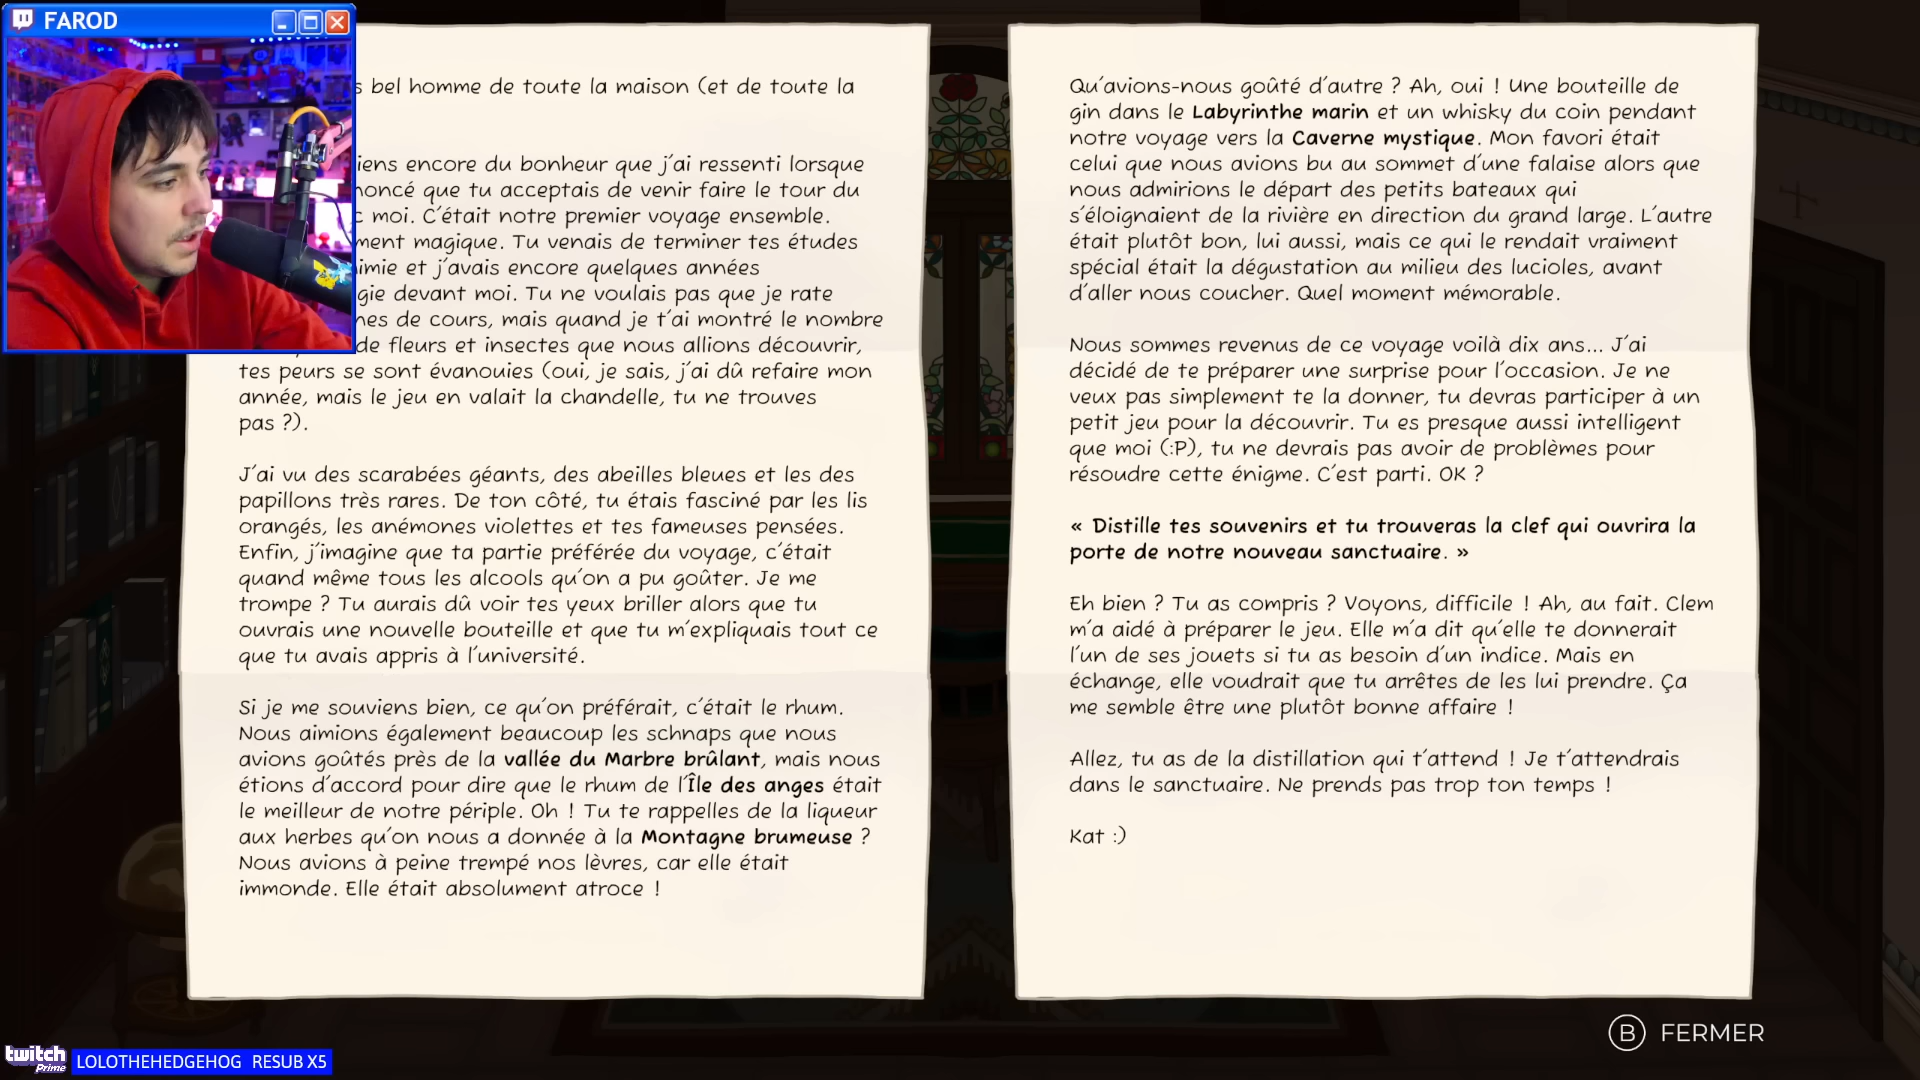 FAROD
s bel homme de toute la maison (et de toute la
iens encore du bonheur que j'ai ressenti lorsque
noncé que tu acceptais de venir faire le tour du
c moi. C'était notre premier voyage ensemble.
ment magique. Tu venais de terminer tes études
imie et j'avais encore quelques années
gie devant moi. Tu ne voulais pas que je rate
nes de cours, mais quand je t'ai montré le nombre
de fleurs et insectes que nous allions découvrir,
tes peurs se sont évanouies (oui, je sais, j'ai dû refaire mon
année, mais le jeu en valait la chandelle, tu ne trouves
pas ?).
J'ai vu des scarabées géants, des abeilles bleues et les des
papillons très rares. De ton côté, tu étais fasciné par les lis
orangés, les anémones violettes et tes fameuses pensées.
Enfin, j'imagine que ta partie préférée du voyage, c'était
quand même tous les alcools qu'on a pu goûter. Je me
trompe ? Tu aurais dû voir tes yeux briller alors que tu
ouvrais une nouvelle bouteille et que tu m'expliquais tout ce
que tu avais appris à l'université.
Si je me souviens bien, ce qu'on préférait, c'était le rhum.
Nous aimions également beaucoup les schnaps que nous
avions goûtés près de la vallée du Marbre brûlant, mais nous
étions d'accord pour dire que le rhum de l'Île des anges était
le meilleur de notre périple. Oh ! Tu te rappelles de la liqueur
aux herbes qu'on nous a donnée à la Montagne brumeuse ?
Nous avions à peine trempé nos lèvres, car elle était
immonde. Elle était absolument atroce !
Qu'avions-nous goûté d'autre ? Ah, oui ! Une bouteille de
gin dans le Labyrinthe marin et un whisky du coin pendant
notre voyage vers la Caverne mystique. Mon favori était
celui que nous avions bu au sommet d'une falaise alors que
nous admirions le départ des petits bateaux qui
s'éloignaient de la rivière en direction du grand large. L'autre
était plutôt bon, lui aussi, mais ce qui le rendait vraiment
spécial était la dégustation au milieu des lucioles, avant
d'aller nous coucher. Quel moment mémorable.
Nous sommes revenus de ce voyage voilà dix ans... J'ai
décidé de te préparer une surprise pour l'occasion. Je ne
veux pas simplement te la donner, tu devras participer à un
petit jeu pour la découvrir. Tu es presque aussi intelligent
que moi (:P), tu ne devrais pas avoir de problèmes pour
résoudre cette énigme. C'est parti. OK ?
« Distille tes souvenirs et tu trouveras la clef qui ouvrira la
porte de notre nouveau sanctuaire. »
Eh bien ? Tu as compris ? Voyons, difficile ! Ah, au fait. Clem
m'a aidé à préparer le jeu. Elle m'a dit qu'elle te donnerait
l'un de ses jouets si tu as besoin d'un indice. Mais en
échange, elle voudrait que tu arrêtes de les lui prendre. Ça
me semble être une plutôt bonne affaire !
Allez, tu as de la distillation qui t'attend ! Je t'attendrais
dans le sanctuaire. Ne prends pas trop ton temps !
Kat :)
B FERMER
twitch
Prime
LOLOTHEHEDGEHOG RESUB X5